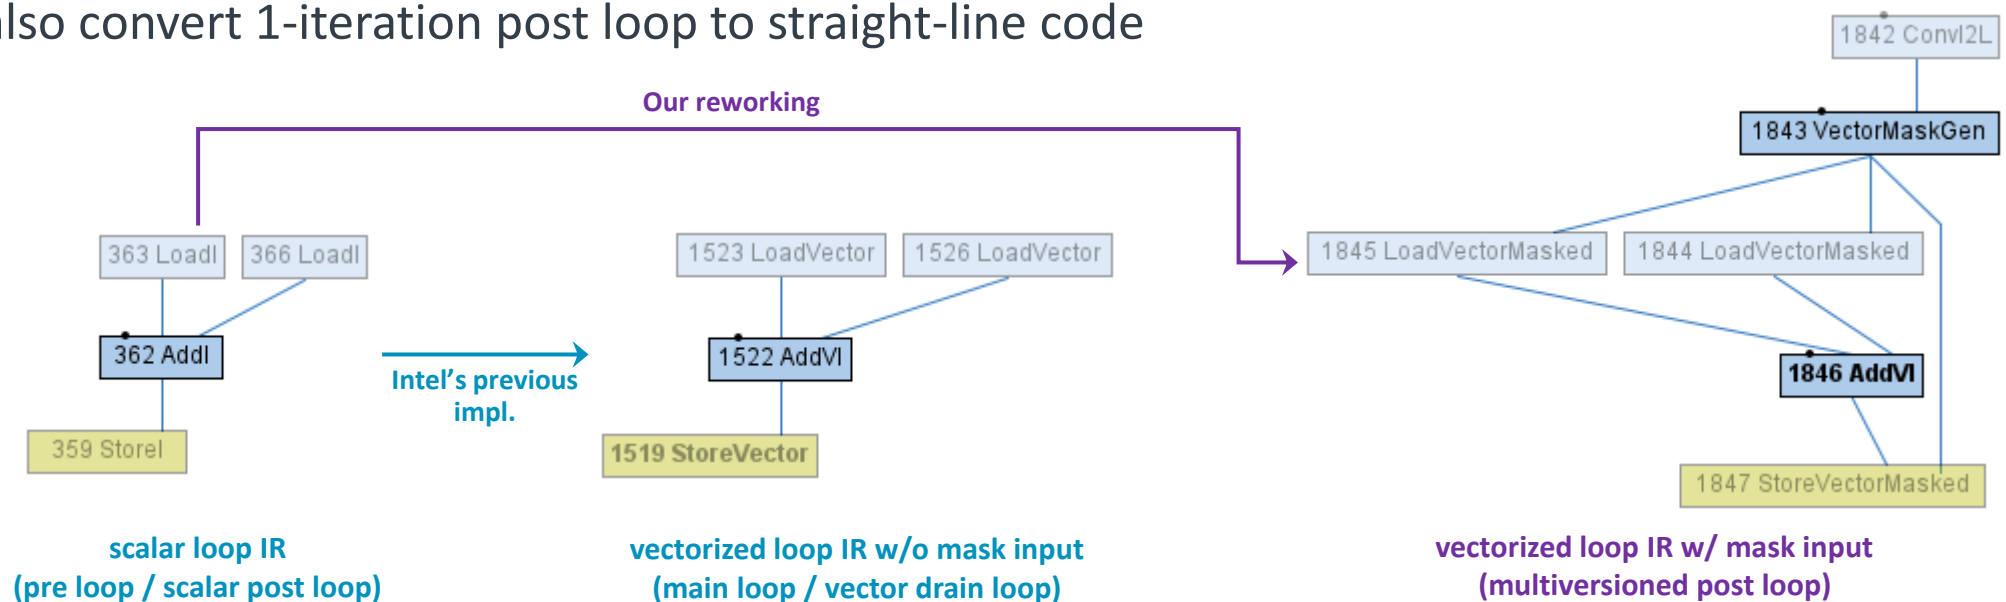 also convert 1-iteration post loop to straight-line code
1842 ConvI2L
Our reworking
1843 VectorMaskGen
363 LoadI
366 LoadI
1523 LoadVector
1526 LoadVector
1845 LoadVectorMasked
1844 LoadVectorMasked
362 AddI
Intel's previous
impl.
1522 AddVI
1846 AddVI
359 StoreI
1519 StoreVector
1847 StoreVectorMasked
scalar loop IR
(pre loop / scalar post loop)
vectorized loop IR w/o mask input
(main loop / vector drain loop)
vectorized loop IR w/ mask input
(multiversioned post loop)